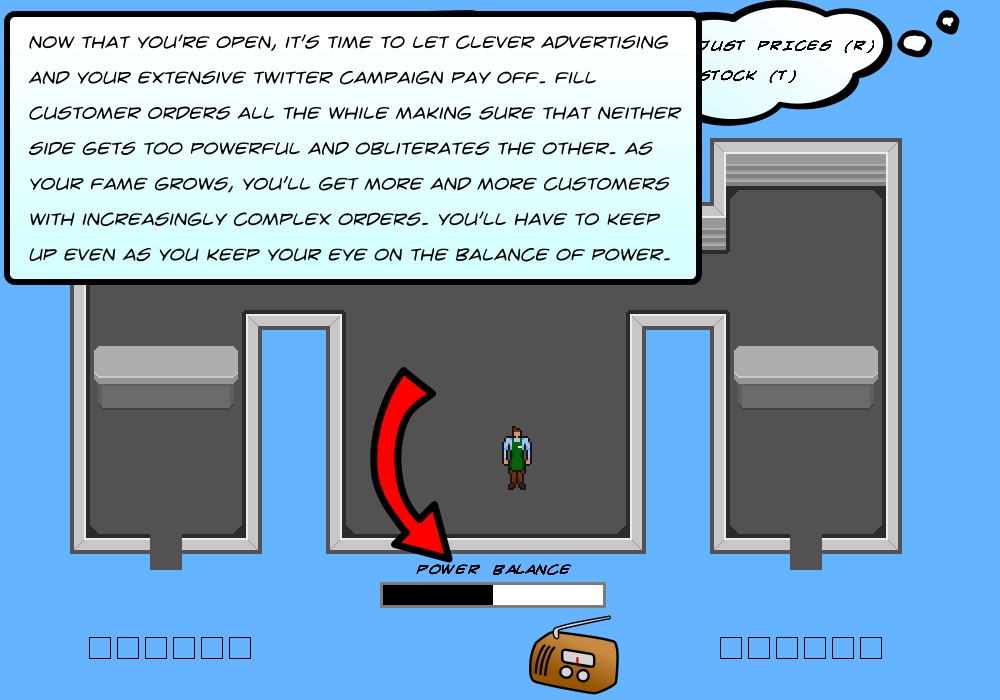 NOW THAT YOU'RE OPEN, IT'S TIME TO LET CLEVER ADVERTISING
AND YOUR EXTENSIVE TWITTER CAMPAIGN PAY OFF. FILL
CUSTOMER ORDERS ALL THE WHILE MAKING SURE THAT NEITHER
SIDE GETS TOO POWERFUL AND OBLITERATES THE OTHER. AS
YOUR FAME GROWS, YOU'LL GET MORE AND MORE CUSTOMERS
WITH INCREASINGLY COMPLEX ORDERS. YOU'LL HAVE TO KEEP
UP EVEN AS YOU KEEP YOUR EYE ON THE BALANCE OF POWER.
PRICES (R)
STOCK (T)
POWER BALANCE